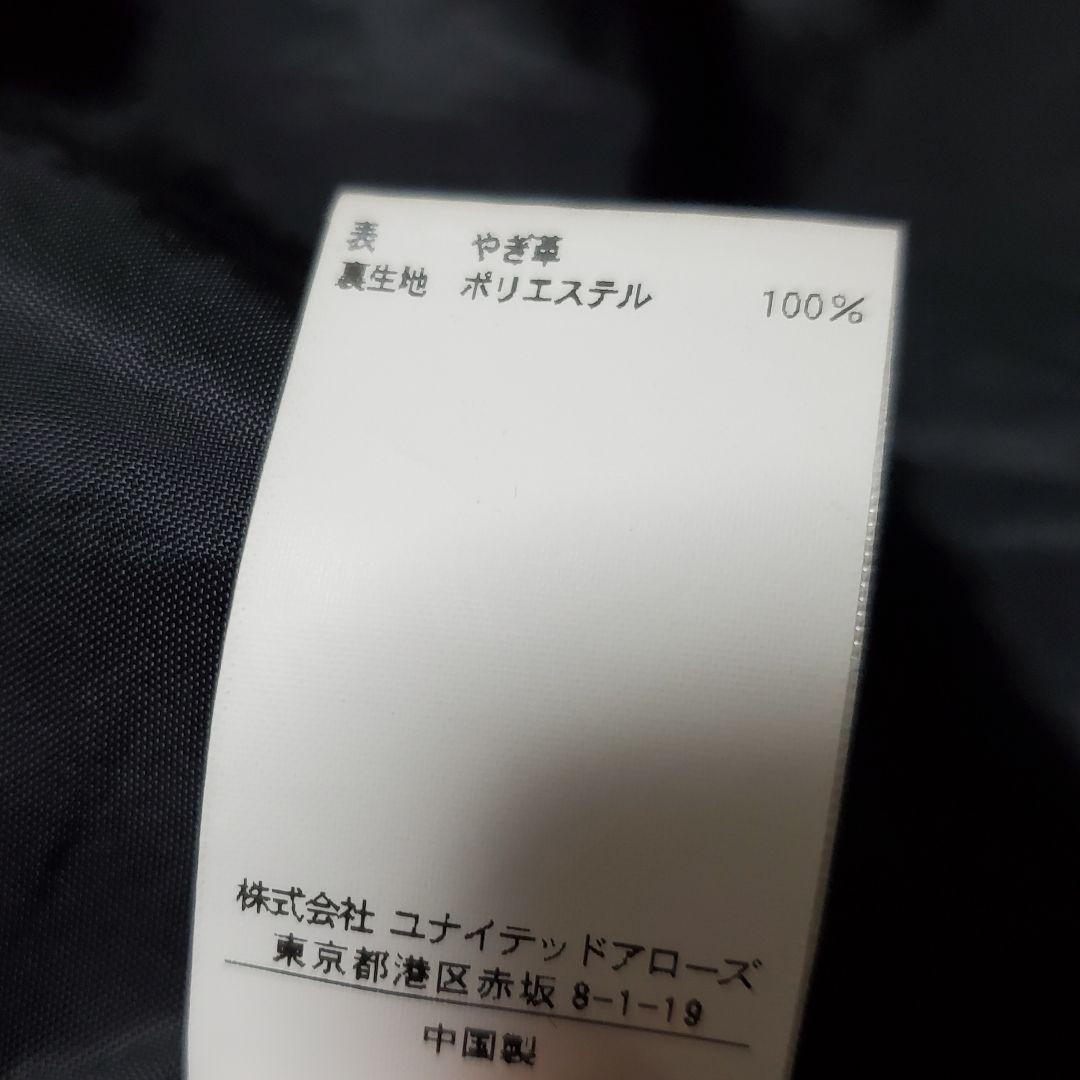 表 やぎ革
裏生地 ポリエステル 100%
株式会社 ユナイテッドアローズ
東京都港区赤坂 8-1-19
中国製